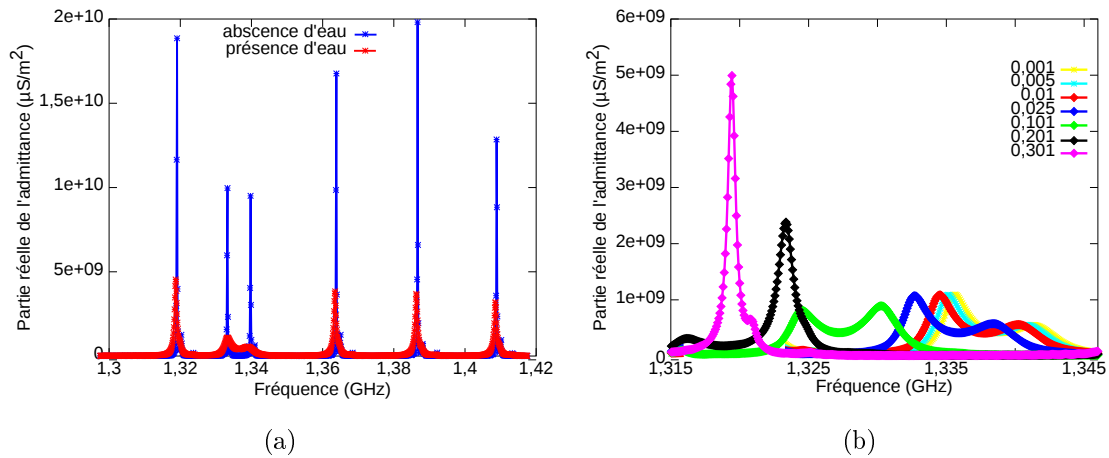 2e+10
1,5e+10
1e+10
5e+09
0
1,3
1,32
1,34
1,36
1,38
1,4
1,42
Partie réelle de l'admittance (µS/m²)
Fréquence (GHz)
abscence d'eau
présence d'eau
(a)
6e+09
5e+09
4e+09
3e+09
2e+09
1e+09
0
1,315
1,325
1,335
1,345
Partie réelle de l'admittance (µS/m²)
Fréquence (GHz)
0,001
0,005
0,01
0,025
0,101
0,201
0,301
(b)